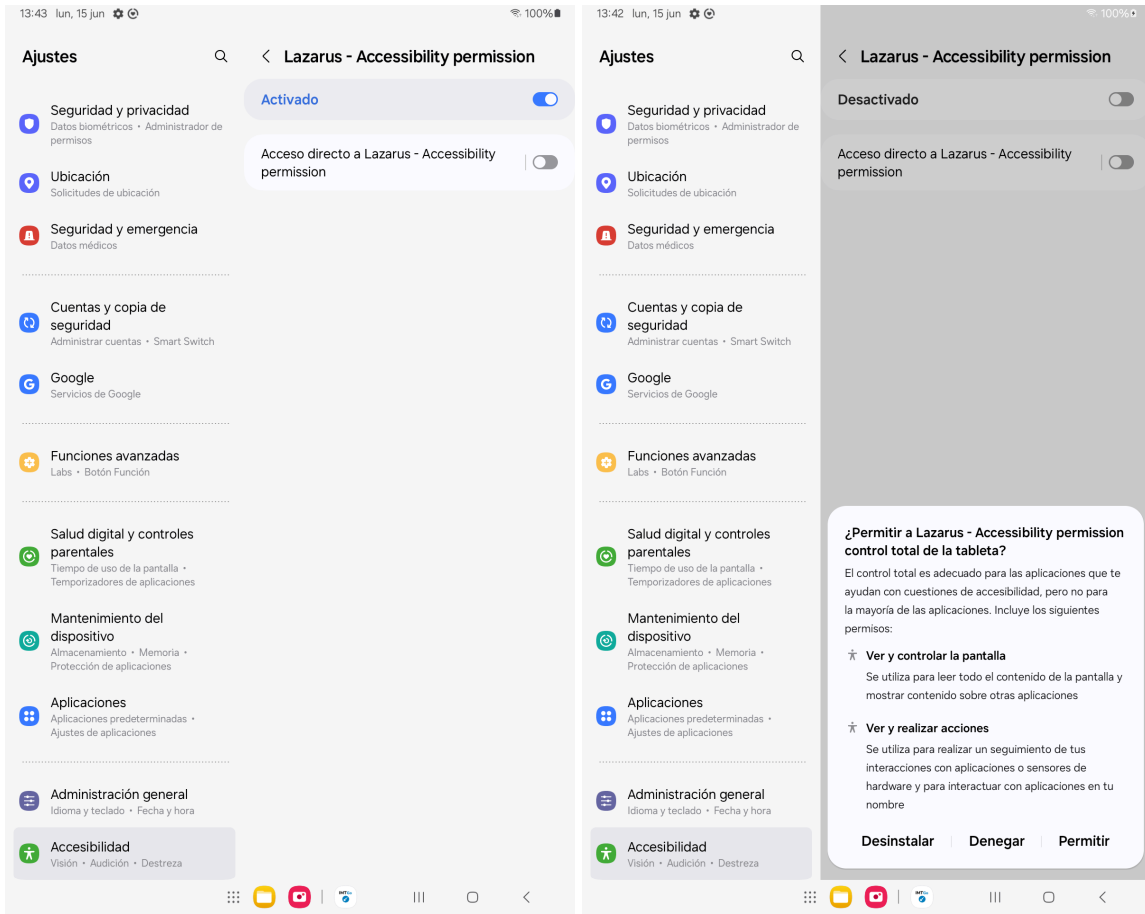 13:43 lun, 15 jun
100%
Ajustes
Seguridad y privacidad
Datos biométricos • Administrador de
permisos
Ubicación
Solicitudes de ubicación
Seguridad y emergencia
Datos médicos
Cuentas y copia de
seguridad
Administrar cuentas • Smart Switch
Google
Servicios de Google
Funciones avanzadas
Labs • Botón Función
Salud digital y controles
parentales
Tiempo de uso de la pantalla •
Temporizadores de aplicaciones
Mantenimiento del
dispositivo
Almacenamiento • Memoria •
Protección de aplicaciones
Aplicaciones
Aplicaciones predeterminadas •
Ajustes de aplicaciones
Administración general
Idioma y teclado • Fecha y hora
Accesibilidad
Visión • Audición • Destreza
Lazarus - Accessibility permission
Activado
Acceso directo a Lazarus - Accessibility
permission
13:42 lun, 15 jun
100%
Ajustes
Seguridad y privacidad
Datos biométricos • Administrador de
permisos
Ubicación
Solicitudes de ubicación
Seguridad y emergencia
Datos médicos
Cuentas y copia de
seguridad
Administrar cuentas • Smart Switch
Google
Servicios de Google
Funciones avanzadas
Labs • Botón Función
Salud digital y controles
parentales
Tiempo de uso de la pantalla •
Temporizadores de aplicaciones
Mantenimiento del
dispositivo
Almacenamiento • Memoria •
Protección de aplicaciones
Aplicaciones
Aplicaciones predeterminadas •
Ajustes de aplicaciones
Administración general
Idioma y teclado • Fecha y hora
Accesibilidad
Visión • Audición • Destreza
Lazarus - Accessibility permission
Desactivado
Acceso directo a Lazarus - Accessibility
permission
¿Permitir a Lazarus - Accessibility permission
control total de la tableta?
El control total es adecuado para las aplicaciones que te
ayudan con cuestiones de accesibilidad, pero no para
la mayoría de las aplicaciones. Incluye los siguientes
permisos:
Ver y controlar la pantalla
Se utiliza para leer todo el contenido de la pantalla y
mostrar contenido sobre otras aplicaciones
Ver y realizar acciones
Se utiliza para realizar un seguimiento de tus
interacciones con aplicaciones o sensores de
hardware y para interactuar con aplicaciones en tu
nombre
Desinstalar
Denegar
Permitir